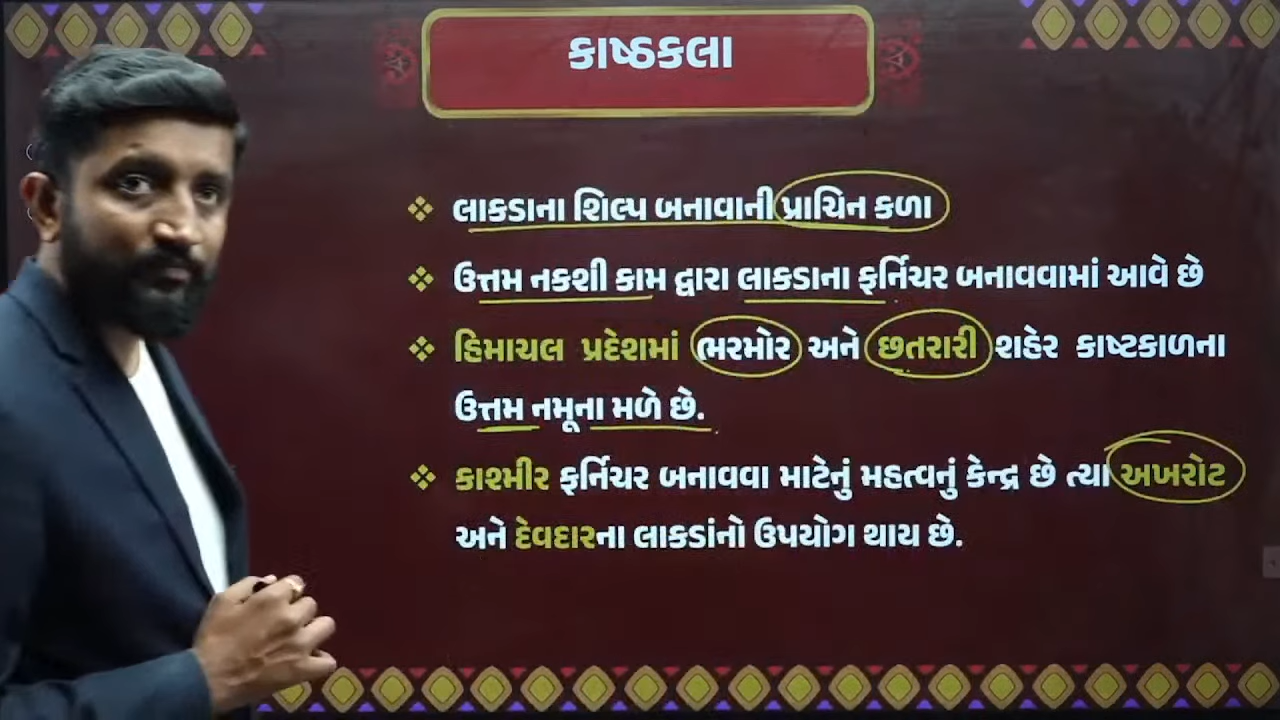 કાષ્ઠકલા
❖ લાકડાના શિલ્પ બનાવાની પ્રાચિન કળા
❖ ઉત્તમ નકશી કામ દ્વારા લાકડાના ફર્નિચર બનાવવામાં આવે છે
❖ હિમાચલ પ્રદેશમાં ભરમોર અને છતરારી શહેર કાષ્ટકાળના
ઉત્તમ નમૂના મળે છે.
❖ કાશ્મીર ફર્નિચર બનાવવા માટેનું મહત્વનું કેન્દ્ર છે ત્યા અખરોટ
અને દેવદારના લાકડાંનો ઉપયોગ થાય છે.